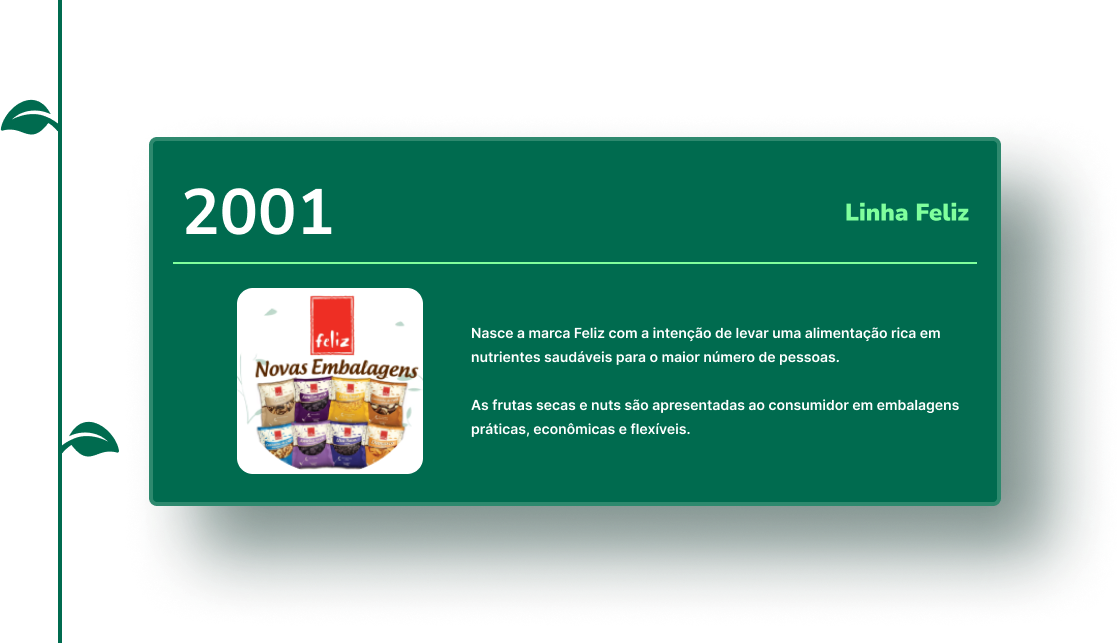 2001
Linha Feliz
feliz
Novas Embalagens
Nasce a marca Feliz com a intenção de levar uma alimentação rica em
nutrientes saudáveis para o maior número de pessoas.
As frutas secas e nuts são apresentadas ao consumidor em embalagens
práticas, econômicas e flexíveis.